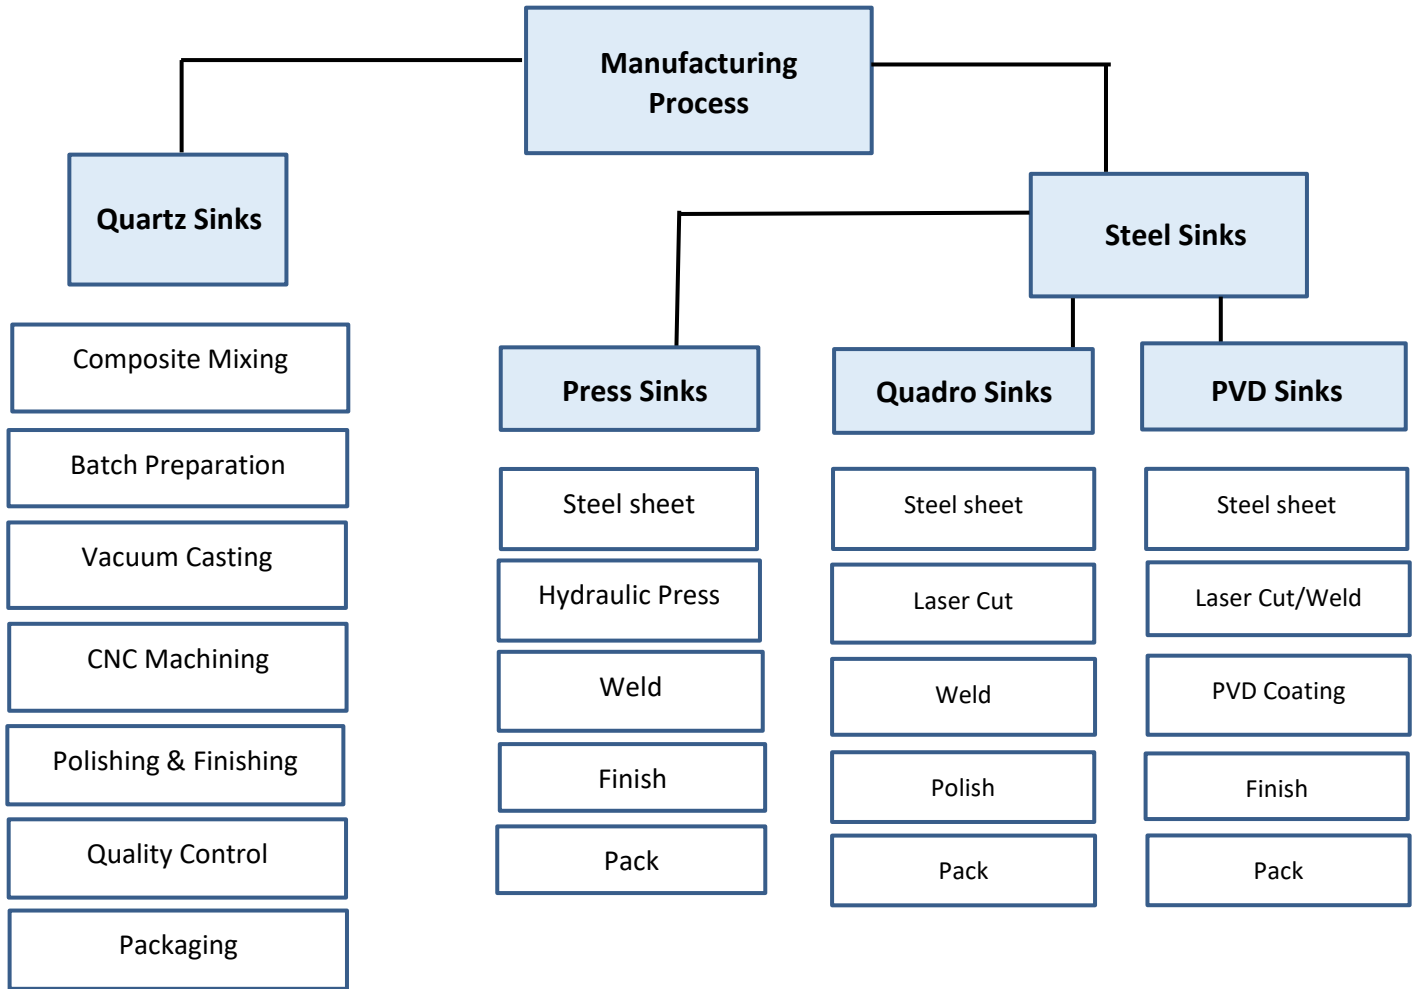 Manufacturing
Process
Quartz Sinks
Steel Sinks
Composite Mixing
Batch Preparation
Vacuum Casting
CNC Machining
Polishing & Finishing
Quality Control
Packaging
Press Sinks
Steel sheet
Hydraulic Press
Weld
Finish
Pack
Quadro Sinks
Steel sheet
Laser Cut
Weld
Polish
Pack
PVD Sinks
Steel sheet
Laser Cut/Weld
PVD Coating
Finish
Pack